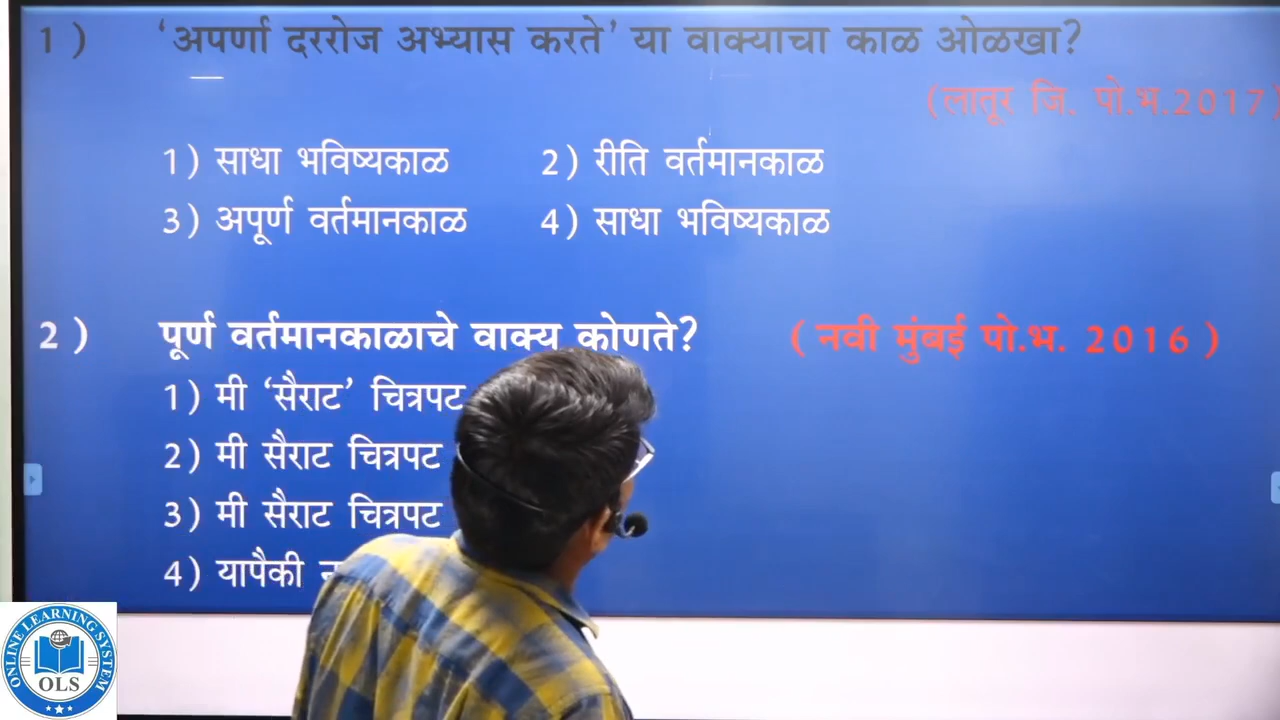 1) ‘अपर्णा दररोज अभ्यास करते’ या वाक्याचा काळ ओळखा?
(लातूर जि. पो.भ.2017)
1) साधा भविष्यकाळ 2) रीति वर्तमानकाळ
3) अपूर्ण वर्तमानकाळ 4) साधा भविष्यकाळ
2) पूर्ण वर्तमानकाळाचे वाक्य कोणते? (नवी मुंबई पो.भ. 2016)
1) मी ‘सैराट’ चित्रपट
2) मी सैराट चित्रपट
3) मी सैराट चित्रपट
4) यापैकी
ONLINE LEARNING SYSTEM
OLS